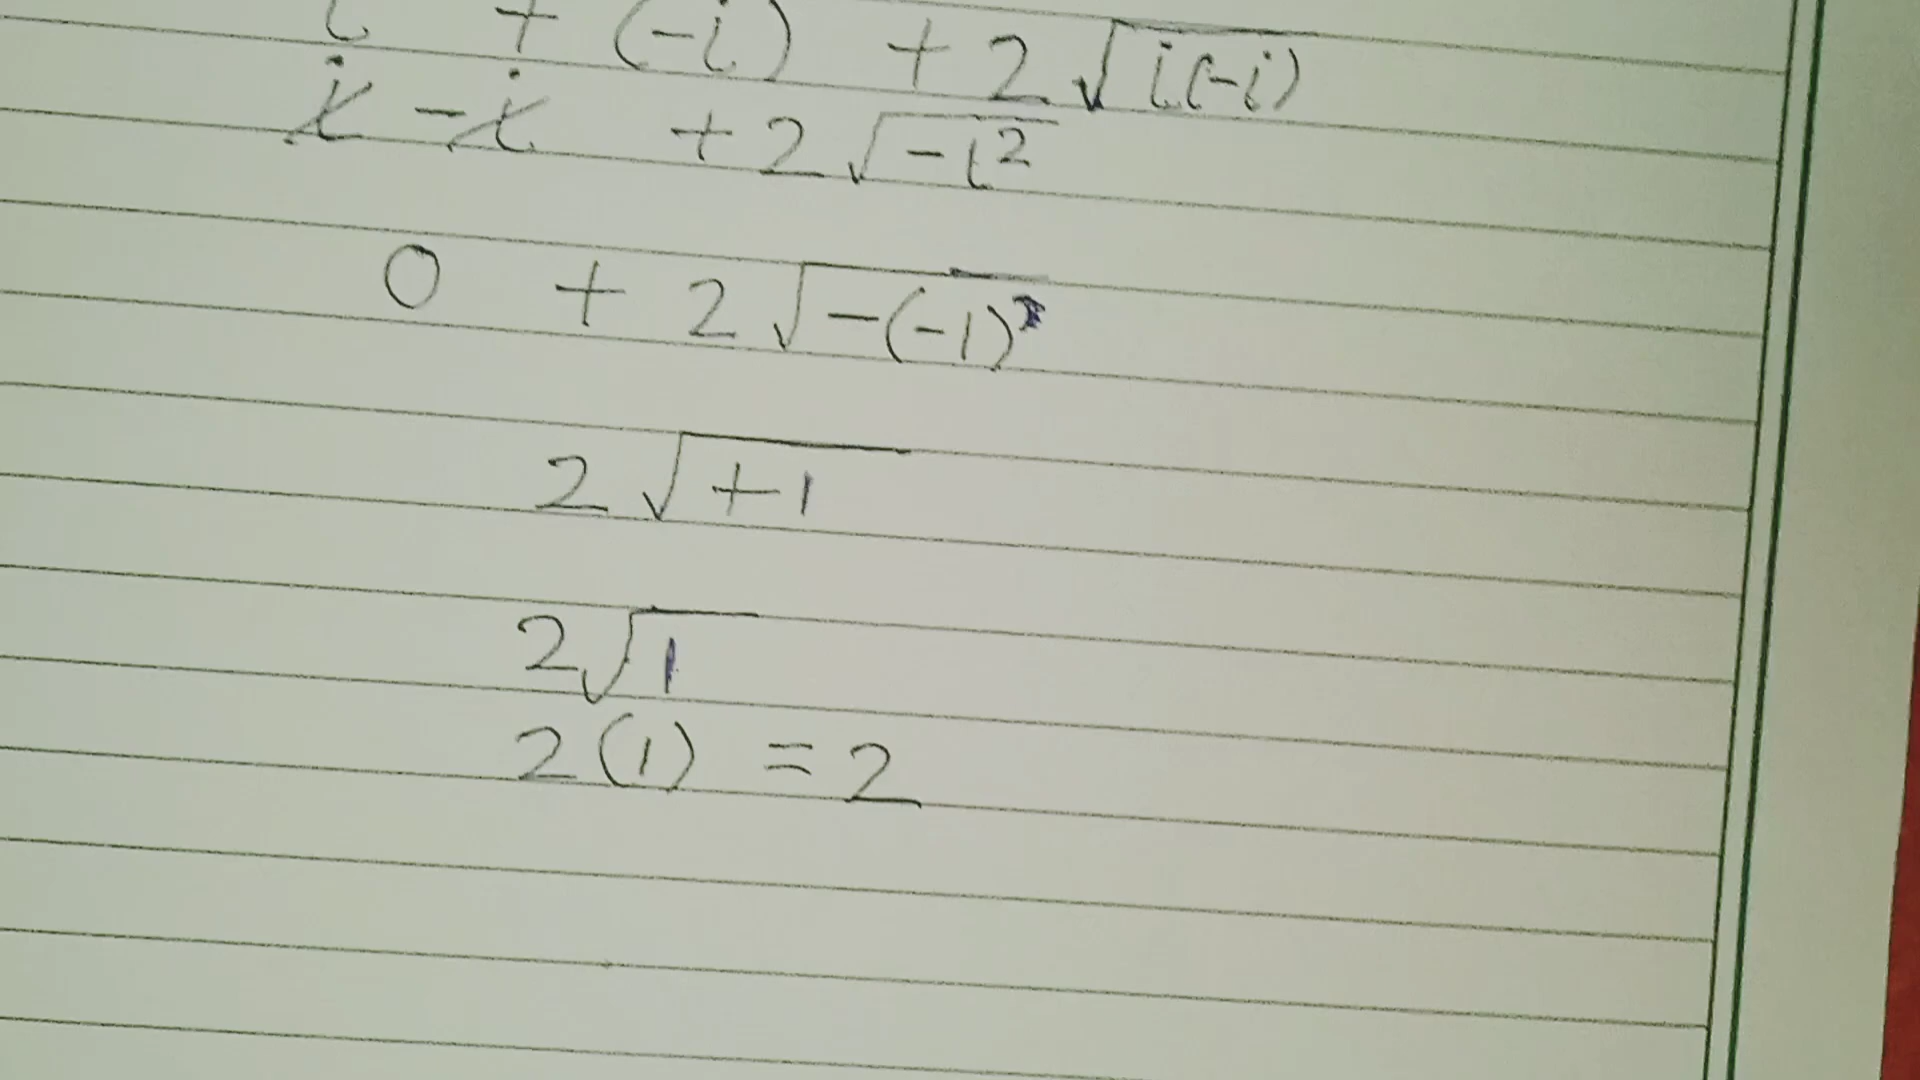 i + (-i) + 2√i(-i)
i - i + 2√-i²
0 + 2√-(-1)
2√+1
2√1
2(1) = 2